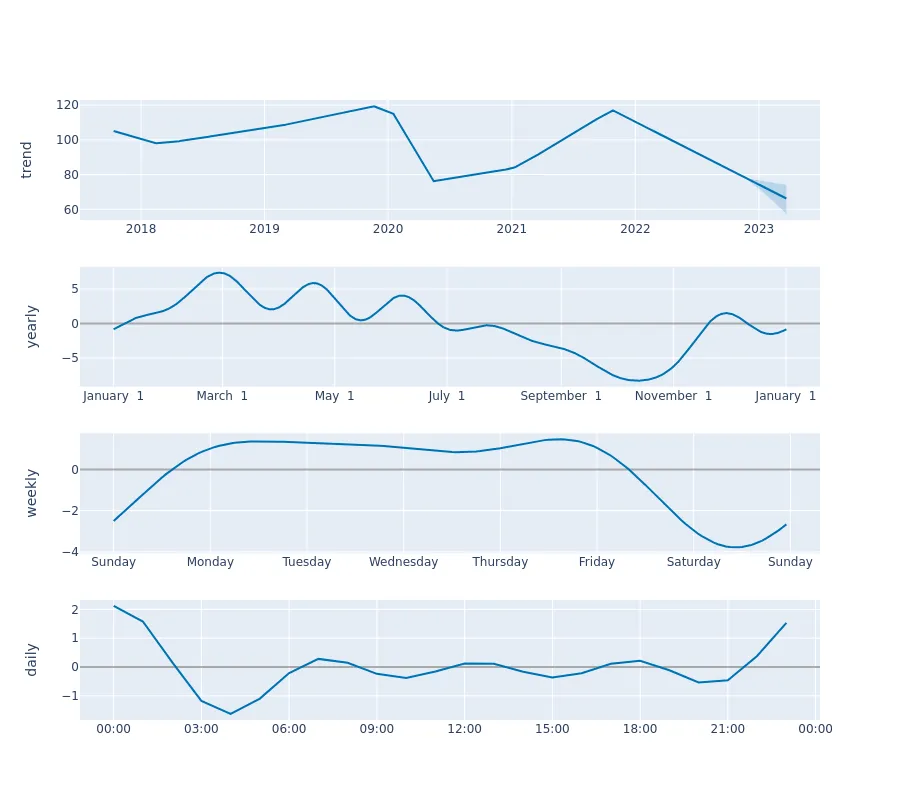 trend
120
100
80
60
2018 2019 2020 2021 2022 2023
yearly
5
0
−5
January 1 March 1 May 1 July 1 September 1 November 1 January 1
weekly
0
−2
−4
Sunday Monday Tuesday Wednesday Thursday Friday Saturday Sunday
daily
2
1
0
−1
00:00 03:00 06:00 09:00 12:00 15:00 18:00 21:00 00:00